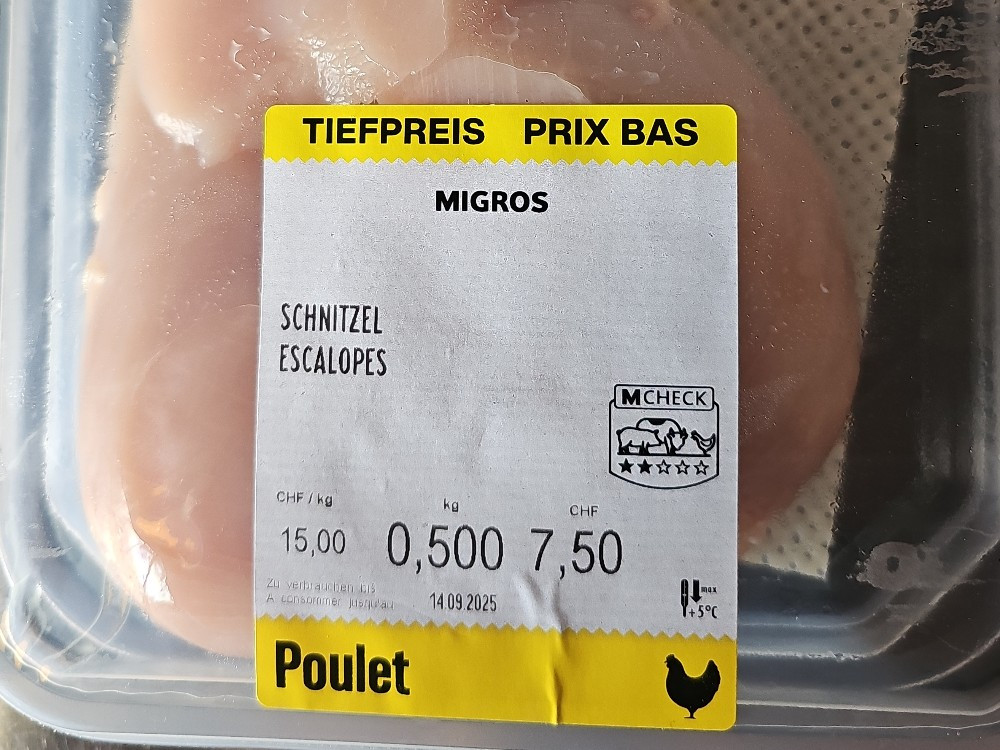 TIEFPREIS PRIX BAS
MIGROS
SCHNITZEL
ESCALOPES
MCHECK
CHF / kg kg CHF
15,00 0,500 7,50
Zu verbrauchen bis
A consommer jusqu'au 14.09.2025
max
+5°C
Poulet